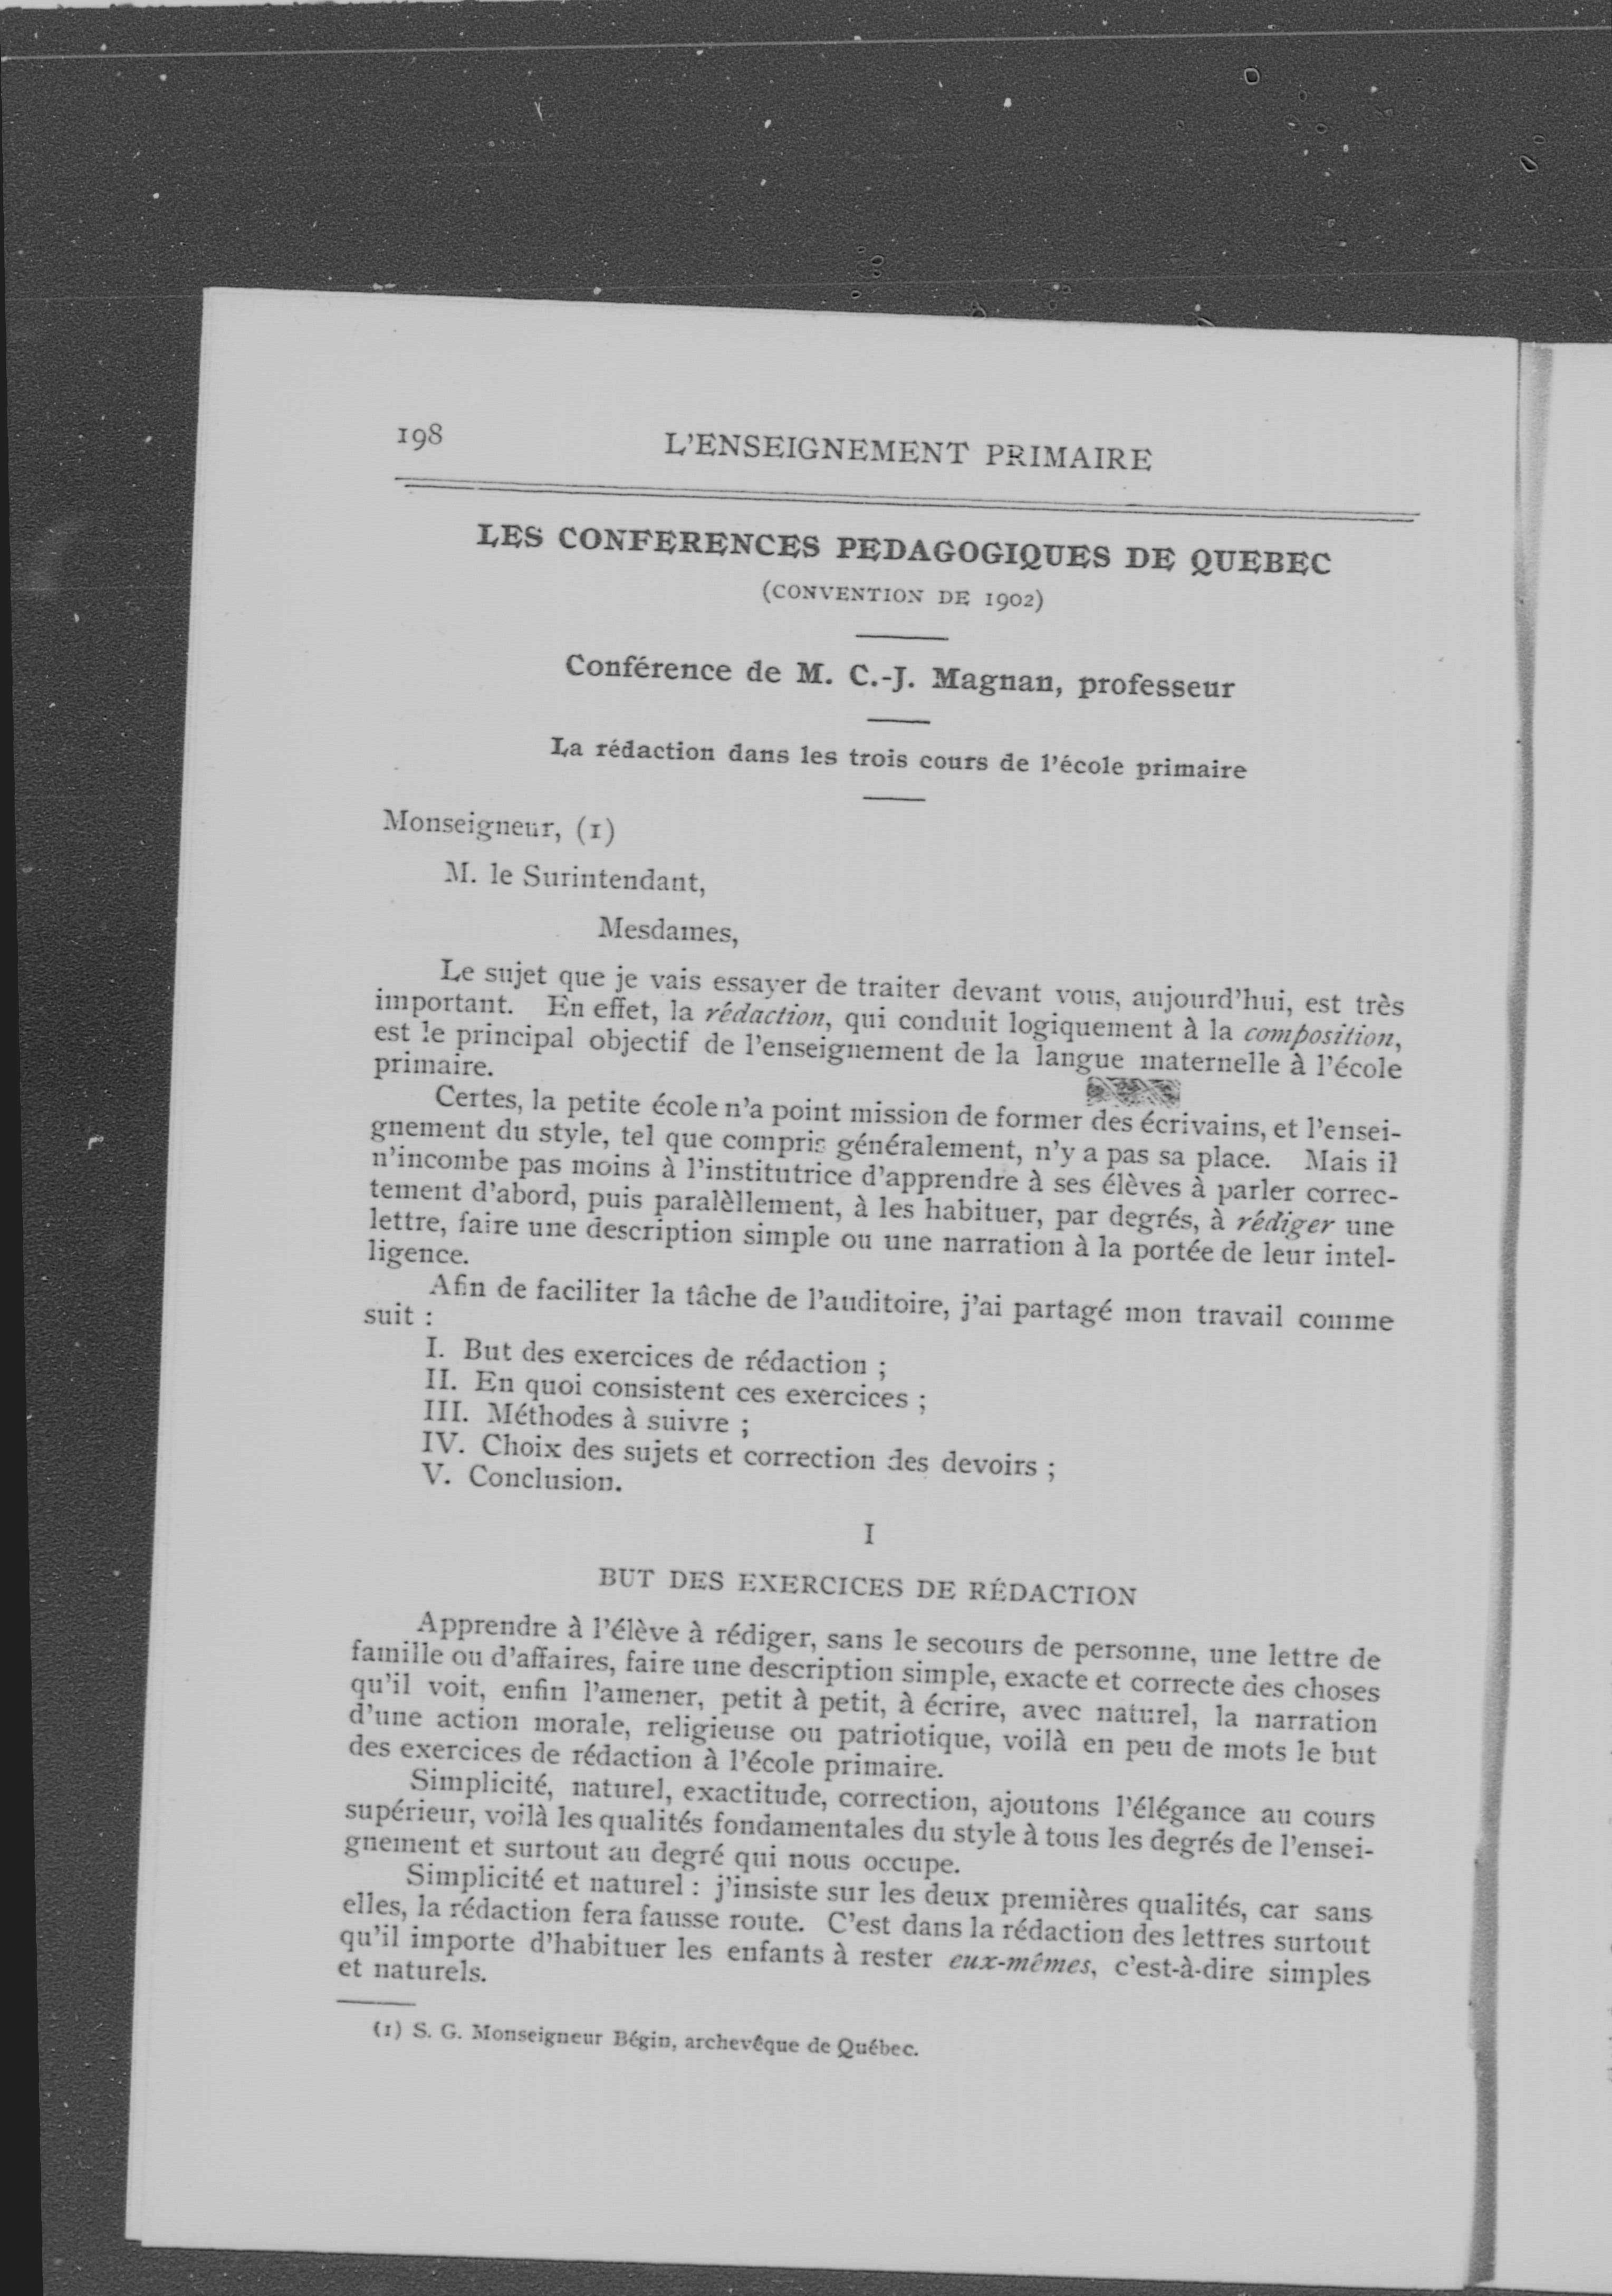 198
L'ENSEIGNEMENT PRIMAIRE
LES CONFERENCES PEDAGOGIQUES DE QUEBEC
(CONVENTION DE 1902)
Conférence de M. C.-J. Magnan, professeur
La rédaction dans les trois cours de l'école primaire
Monseigneur, (1)
M. le Surintendant,
Mesdames,
Le sujet que je vais essayer de traiter devant vous, aujourd'hui, est très
important. En effet, la rédaction, qui conduit logiquement à la composition,
est le principal objectif de l'enseignement de la langue maternelle à l'école
primaire.
Certes, la petite école n'a point mission de former des écrivains, et l'ensei-
gnement du style, tel que compris généralement, n'y a pas sa place. Mais il
n'incombe pas moins à l'institutrice d'apprendre à ses élèves à parler correc-
tement d'abord, puis paralèllement, à les habituer, par degrés, à rédiger une
lettre, faire une description simple ou une narration à la portée de leur intel-
ligence.
Afin de faciliter la tâche de l'auditoire, j'ai partagé mon travail comme
suit :
I. But des exercices de rédaction ;
II. En quoi consistent ces exercices ;
III. Méthodes à suivre ;
IV. Choix des sujets et correction des devoirs ;
V. Conclusion.
I
BUT DES EXERCICES DE RÉDACTION
Apprendre à l'élève à rédiger, sans le secours de personne, une lettre de
famille ou d'affaires, faire une description simple, exacte et correcte des choses
qu'il voit, enfin l'amener, petit à petit, à écrire, avec naturel, la narration
d'une action morale, religieuse ou patriotique, voilà en peu de mots le but
des exercices de rédaction à l'école primaire.
Simplicité, naturel, exactitude, correction, ajoutons l'élégance au cours
supérieur, voilà les qualités fondamentales du style à tous les degrés de l'ensei-
gnement et surtout au degré qui nous occupe.
Simplicité et naturel : j'insiste sur les deux premières qualités, car sans
elles, la rédaction fera fausse route. C'est dans la rédaction des lettres surtout
qu'il importe d'habituer les enfants à rester eux-mêmes, c'est-à-dire simples
et naturels.
(1) S. G. Monseigneur Bégin, archevêque de Québec.